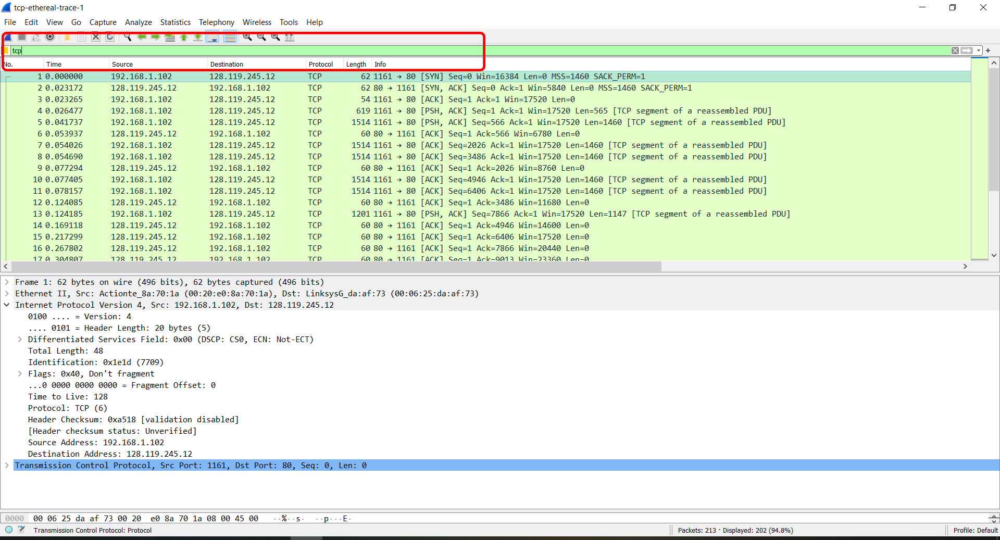 tcp-ethereal-trace-1
File Edit View Go Capture Analyze Statistics Telephony Wireless Tools Help
tcp
No. Time Source Destination Protocol Length Info
1 0.000000 192.168.1.102 128.119.245.12 TCP 62 1161 → 80 [SYN] Seq=0 Win=16384 Len=0 MSS=1460 SACK_PERM=1
2 0.023172 128.119.245.12 192.168.1.102 TCP 62 80 → 1161 [SYN, ACK] Seq=0 Ack=1 Win=5840 Len=0 MSS=1460 SACK_PERM=1
3 0.023265 192.168.1.102 128.119.245.12 TCP 54 1161 → 80 [ACK] Seq=1 Ack=1 Win=17520 Len=0
4 0.026477 192.168.1.102 128.119.245.12 TCP 619 1161 → 80 [PSH, ACK] Seq=1 Ack=1 Win=17520 Len=565 [TCP segment of a reassembled PDU]
5 0.041737 192.168.1.102 128.119.245.12 TCP 1514 1161 → 80 [PSH, ACK] Seq=566 Ack=1 Win=17520 Len=1460 [TCP segment of a reassembled PDU]
6 0.053937 128.119.245.12 192.168.1.102 TCP 60 80 → 1161 [ACK] Seq=1 Ack=566 Win=6780 Len=0
7 0.054026 192.168.1.102 128.119.245.12 TCP 1514 1161 → 80 [ACK] Seq=2026 Ack=1 Win=17520 Len=1460 [TCP segment of a reassembled PDU]
8 0.054690 192.168.1.102 128.119.245.12 TCP 1514 1161 → 80 [ACK] Seq=3486 Ack=1 Win=17520 Len=1460 [TCP segment of a reassembled PDU]
9 0.077294 128.119.245.12 192.168.1.102 TCP 60 80 → 1161 [ACK] Seq=1 Ack=2026 Win=8760 Len=0
10 0.077405 192.168.1.102 128.119.245.12 TCP 1514 1161 → 80 [ACK] Seq=4946 Ack=1 Win=17520 Len=1460 [TCP segment of a reassembled PDU]
11 0.078157 192.168.1.102 128.119.245.12 TCP 1514 1161 → 80 [ACK] Seq=6406 Ack=1 Win=17520 Len=1460 [TCP segment of a reassembled PDU]
12 0.124085 128.119.245.12 192.168.1.102 TCP 60 80 → 1161 [ACK] Seq=1 Ack=3486 Win=11680 Len=0
13 0.124185 192.168.1.102 128.119.245.12 TCP 1201 1161 → 80 [PSH, ACK] Seq=7866 Ack=1 Win=17520 Len=1147 [TCP segment of a reassembled PDU]
14 0.169118 128.119.245.12 192.168.1.102 TCP 60 80 → 1161 [ACK] Seq=1 Ack=4946 Win=14600 Len=0
15 0.217299 128.119.245.12 192.168.1.102 TCP 60 80 → 1161 [ACK] Seq=1 Ack=6406 Win=17520 Len=0
16 0.267802 128.119.245.12 192.168.1.102 TCP 60 80 → 1161 [ACK] Seq=1 Ack=7866 Win=20440 Len=0
17 0.304807 128.119.245.12 192.168.1.102 TCP 60 80 → 1161 [ACK] Seq=1 Ack=9013 Win=23360 Len=0
Frame 1: 62 bytes on wire (496 bits), 62 bytes captured (496 bits)
Ethernet II, Src: Actionte_8a:70:1a (00:20:e0:8a:70:1a), Dst: LinksysG_da:af:73 (00:06:25:da:af:73)
Internet Protocol Version 4, Src: 192.168.1.102, Dst: 128.119.245.12
0100 .... = Version: 4
.... 0101 = Header Length: 20 bytes (5)
Differentiated Services Field: 0x00 (DSCP: CS0, ECN: Not-ECT)
Total Length: 48
Identification: 0x1e1d (7709)
Flags: 0x40, Don't fragment
...0 0000 0000 0000 = Fragment Offset: 0
Time to Live: 128
Protocol: TCP (6)
Header Checksum: 0xa518 [validation disabled]
[Header checksum status: Unverified]
Source Address: 192.168.1.102
Destination Address: 128.119.245.12
Transmission Control Protocol, Src Port: 1161, Dst Port: 80, Seq: 0, Len: 0
0000 00 06 25 da af 73 00 20 e0 8a 70 1a 08 00 45 00 ··%··s· ··p···E·
Transmission Control Protocol: Protocol Packets: 213 · Displayed: 202 (94.8%) Profile: Default